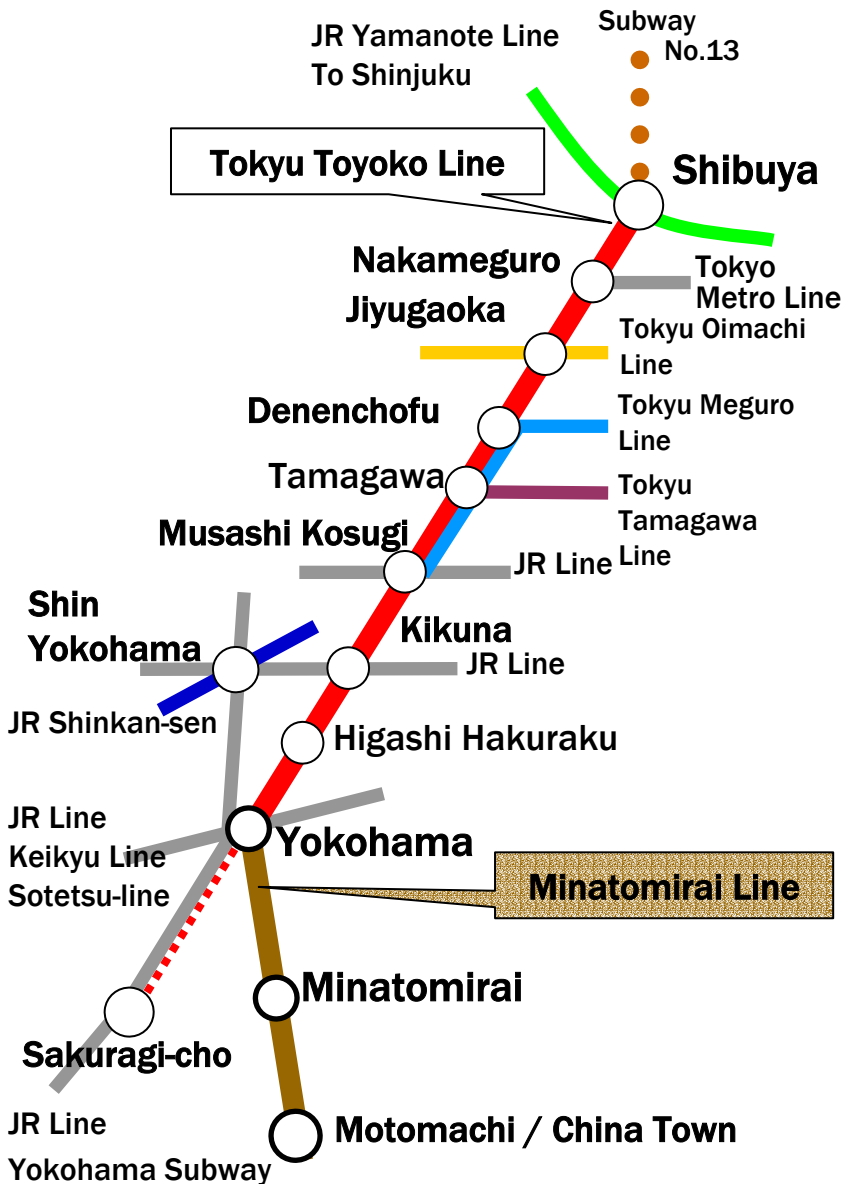 Subway
No.13
JR Yamanote Line
To Shinjuku
Tokyu Toyoko Line
Shibuya
Nakameguro
Tokyo
Metro Line
Jiyugaoka
Tokyu Oimachi
Line
Denenchofu
Tokyu Meguro
Line
Tamagawa
Tokyu
Tamagawa
Line
Musashi Kosugi
JR Line
Shin
Yokohama
Kikuna
JR Line
JR Shinkan-sen
Higashi Hakuraku
JR Line
Keikyu Line
Sotetsu-line
Yokohama
Minatomirai Line
Minatomirai
Sakuragi-cho
Motomachi / China Town
JR Line
Yokohama Subway